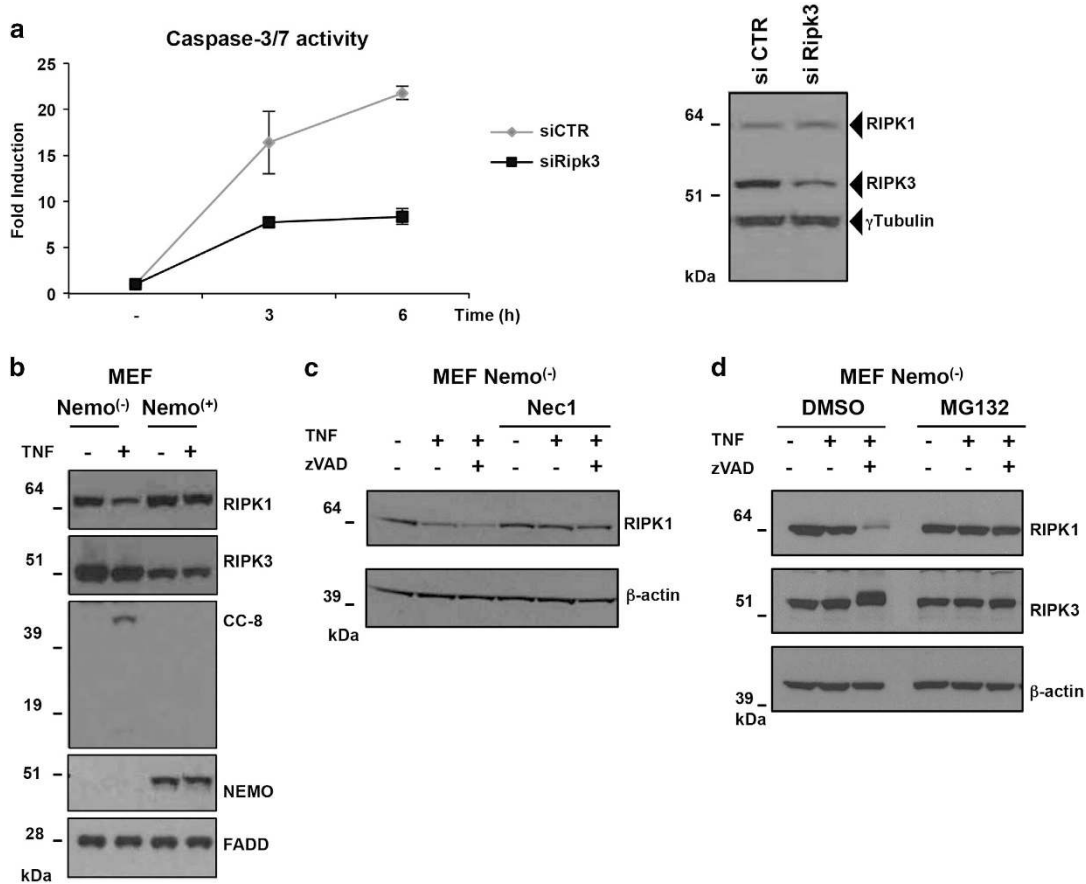 a
Caspase-3/7 activity
Fold Induction
25
20
15
10
5
0
-
3
6
Time (h)
siCTR
siRipk3
si CTR
si Ripk3
64
51
kDa
RIPK1
RIPK3
γTubulin
b
MEF
Nemo(-) Nemo(+)
TNF - + - +
64 RIPK1
51 RIPK3
CC-8
39
19
51 NEMO
28 FADD
kDa
c
MEF Nemo(-)
Nec1
TNF - + + - + +
zVAD - - + - - +
64 RIPK1
39 β-actin
kDa
d
MEF Nemo(-)
DMSO MG132
TNF - + + - + +
zVAD - - + - - +
64 RIPK1
51 RIPK3
39 β-actin
kDa